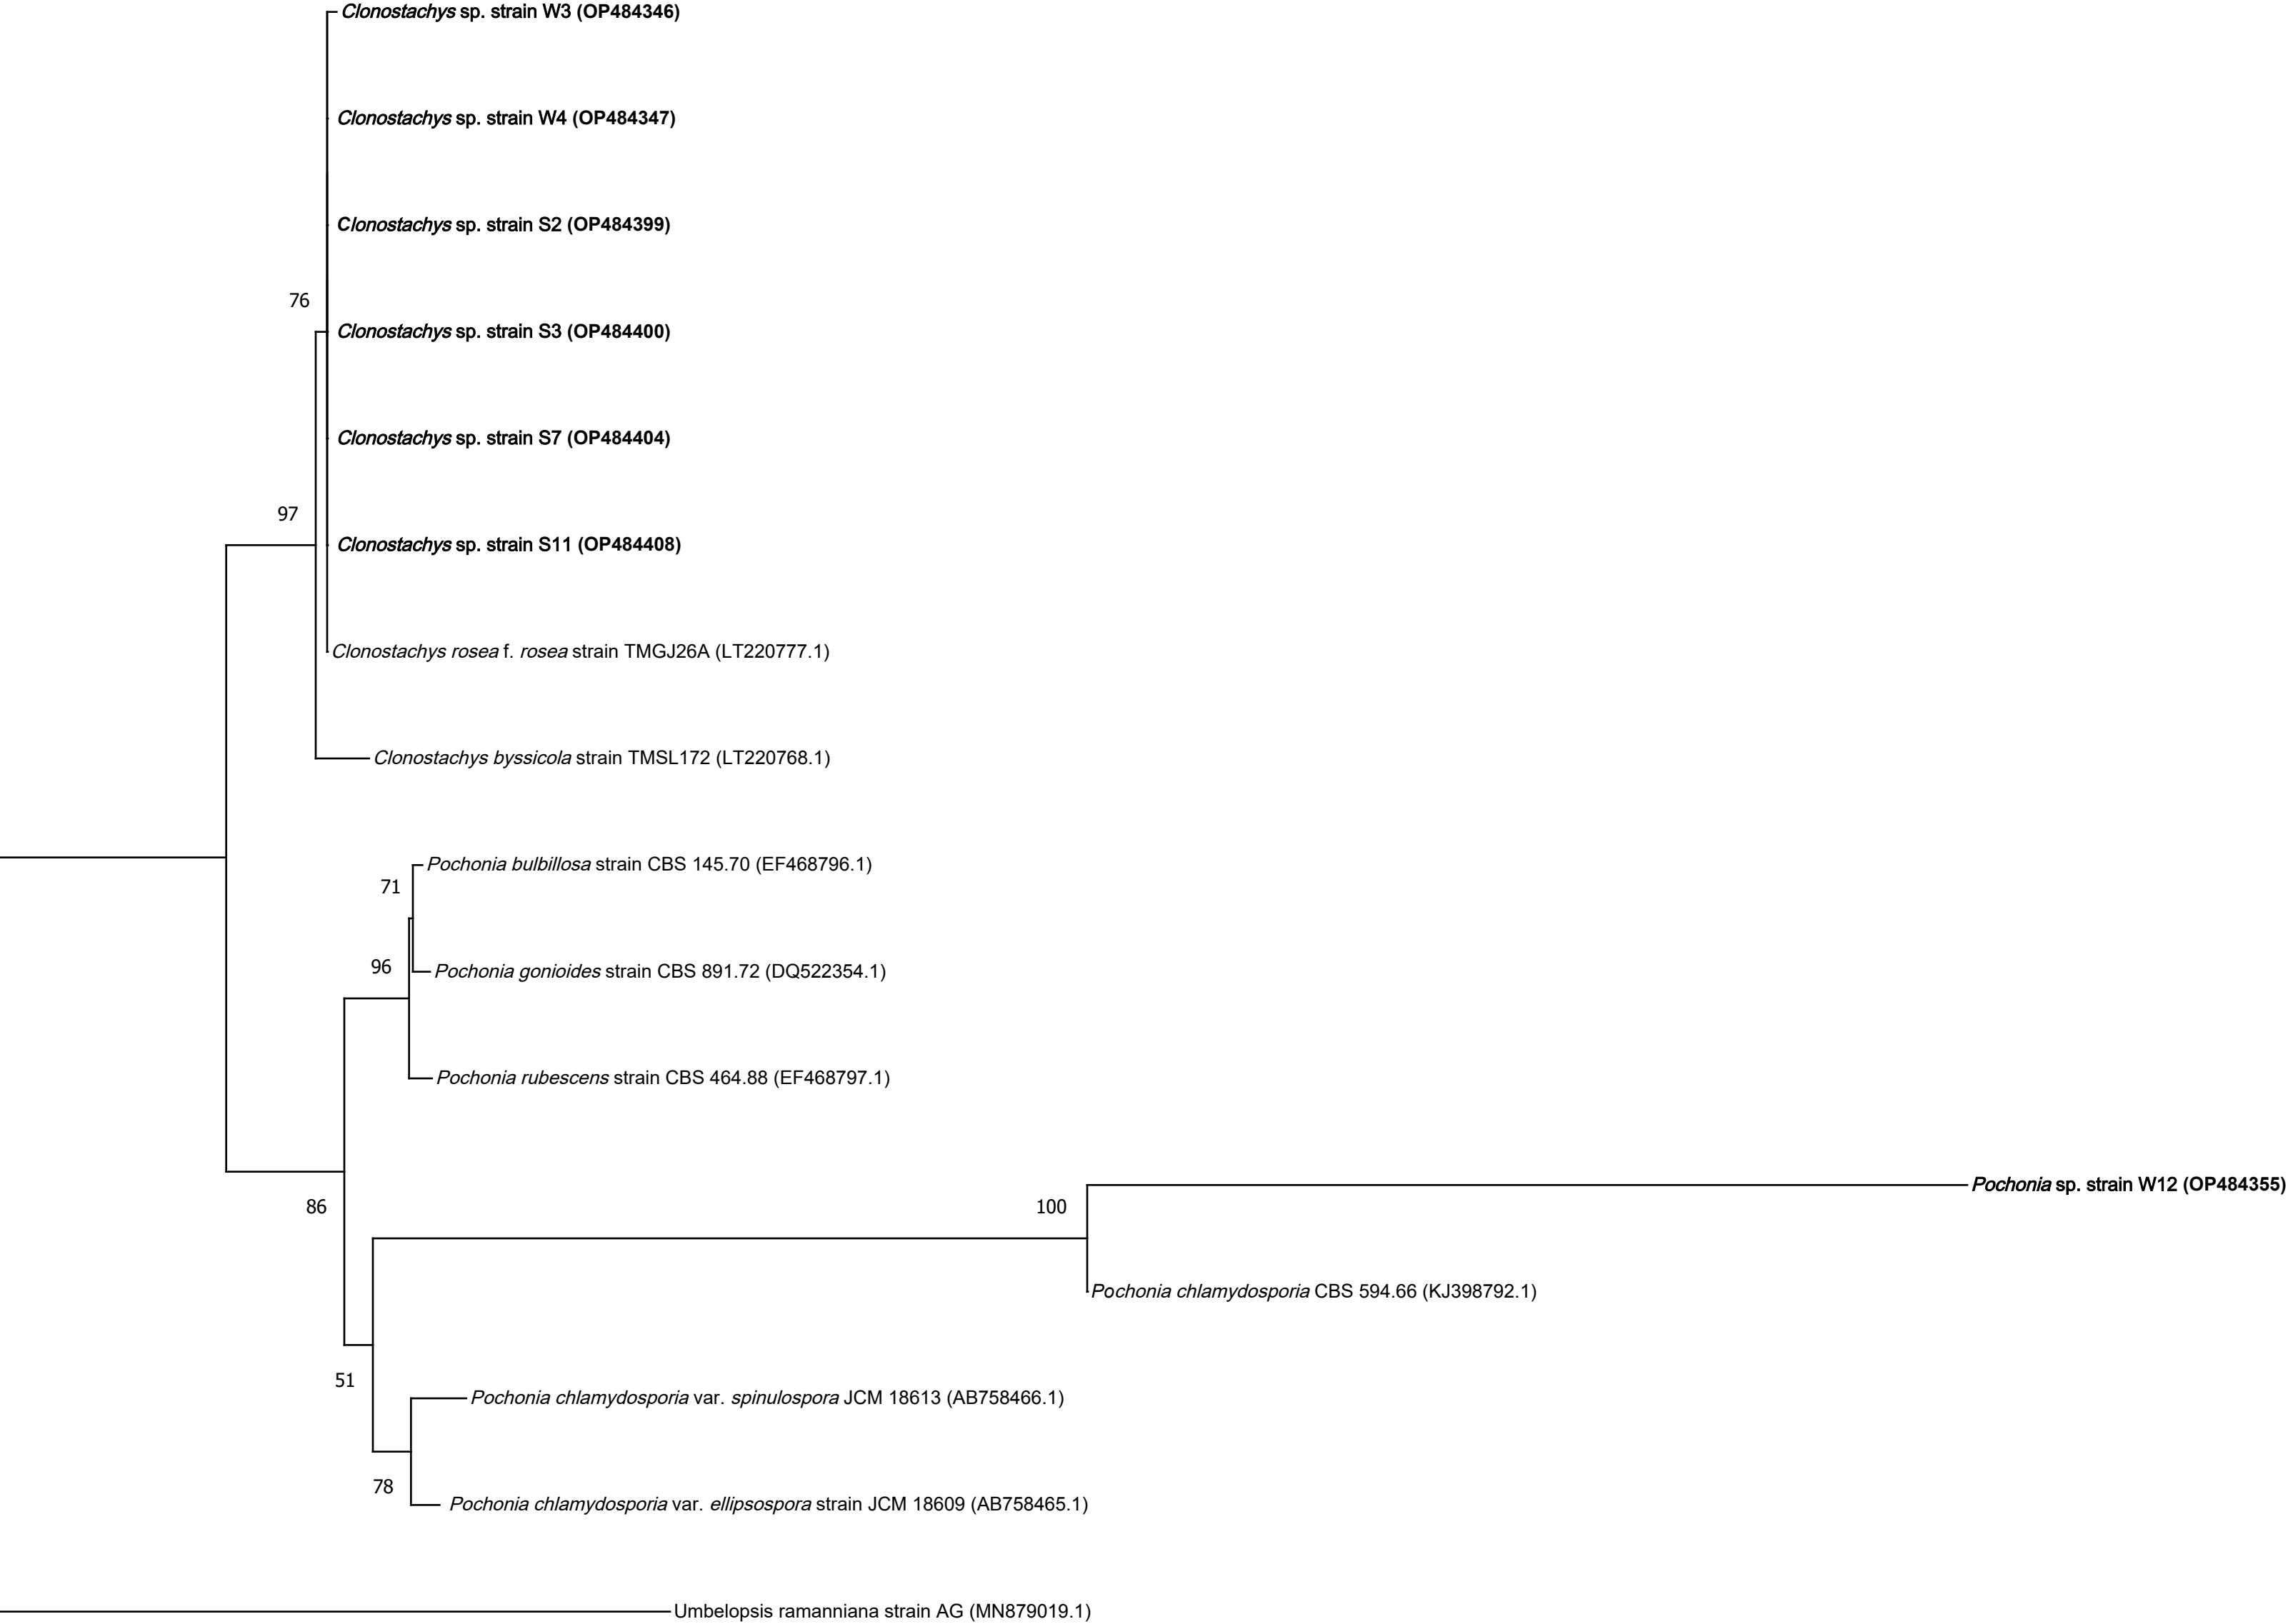 Clonostachys sp. strain W3 (OP484346)
Clonostachys sp. strain W4 (OP484347)
Clonostachys sp. strain S2 (OP484399)
76
Clonostachys sp. strain S3 (OP484400)
Clonostachys sp. strain S7 (OP484404)
97
Clonostachys sp. strain S11 (OP484408)
Clonostachys rosea f. rosea strain TMGJ26A (LT220777.1)
Clonostachys byssicola strain TMSL172 (LT220768.1)
Pochonia bulbillosa strain CBS 145.70 (EF468796.1)
71
96
Pochonia gonioides strain CBS 891.72 (DQ522354.1)
Pochonia rubescens strain CBS 464.88 (EF468797.1)
Pochonia sp. strain W12 (OP484355)
86
100
Pochonia chlamydosporia CBS 594.66 (KJ398792.1)
51
Pochonia chlamydosporia var. spinulospora JCM 18613 (AB758466.1)
78
Pochonia chlamydosporia var. ellipsospora strain JCM 18609 (AB758465.1)
Umbelopsis ramanniana strain AG (MN879019.1)